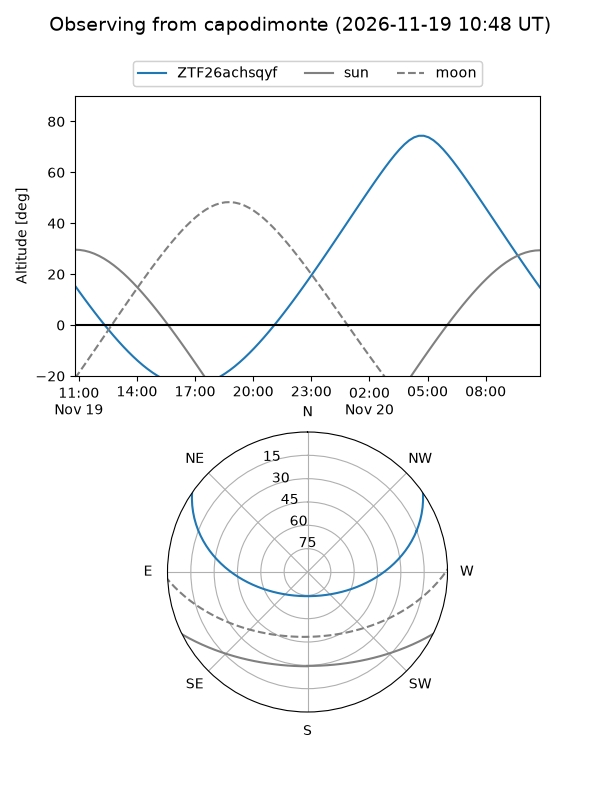 Observing from capodimonte (2026-11-19 10:48 UT)
ZTF26achsqyf
sun
moon
Altitude [deg]
80
60
40
20
0
−20
11:00
Nov 19
14:00
17:00
20:00
23:00
02:00
Nov 20
05:00
08:00
N
NE
NW
15
30
45
60
75
E
W
SE
SW
S